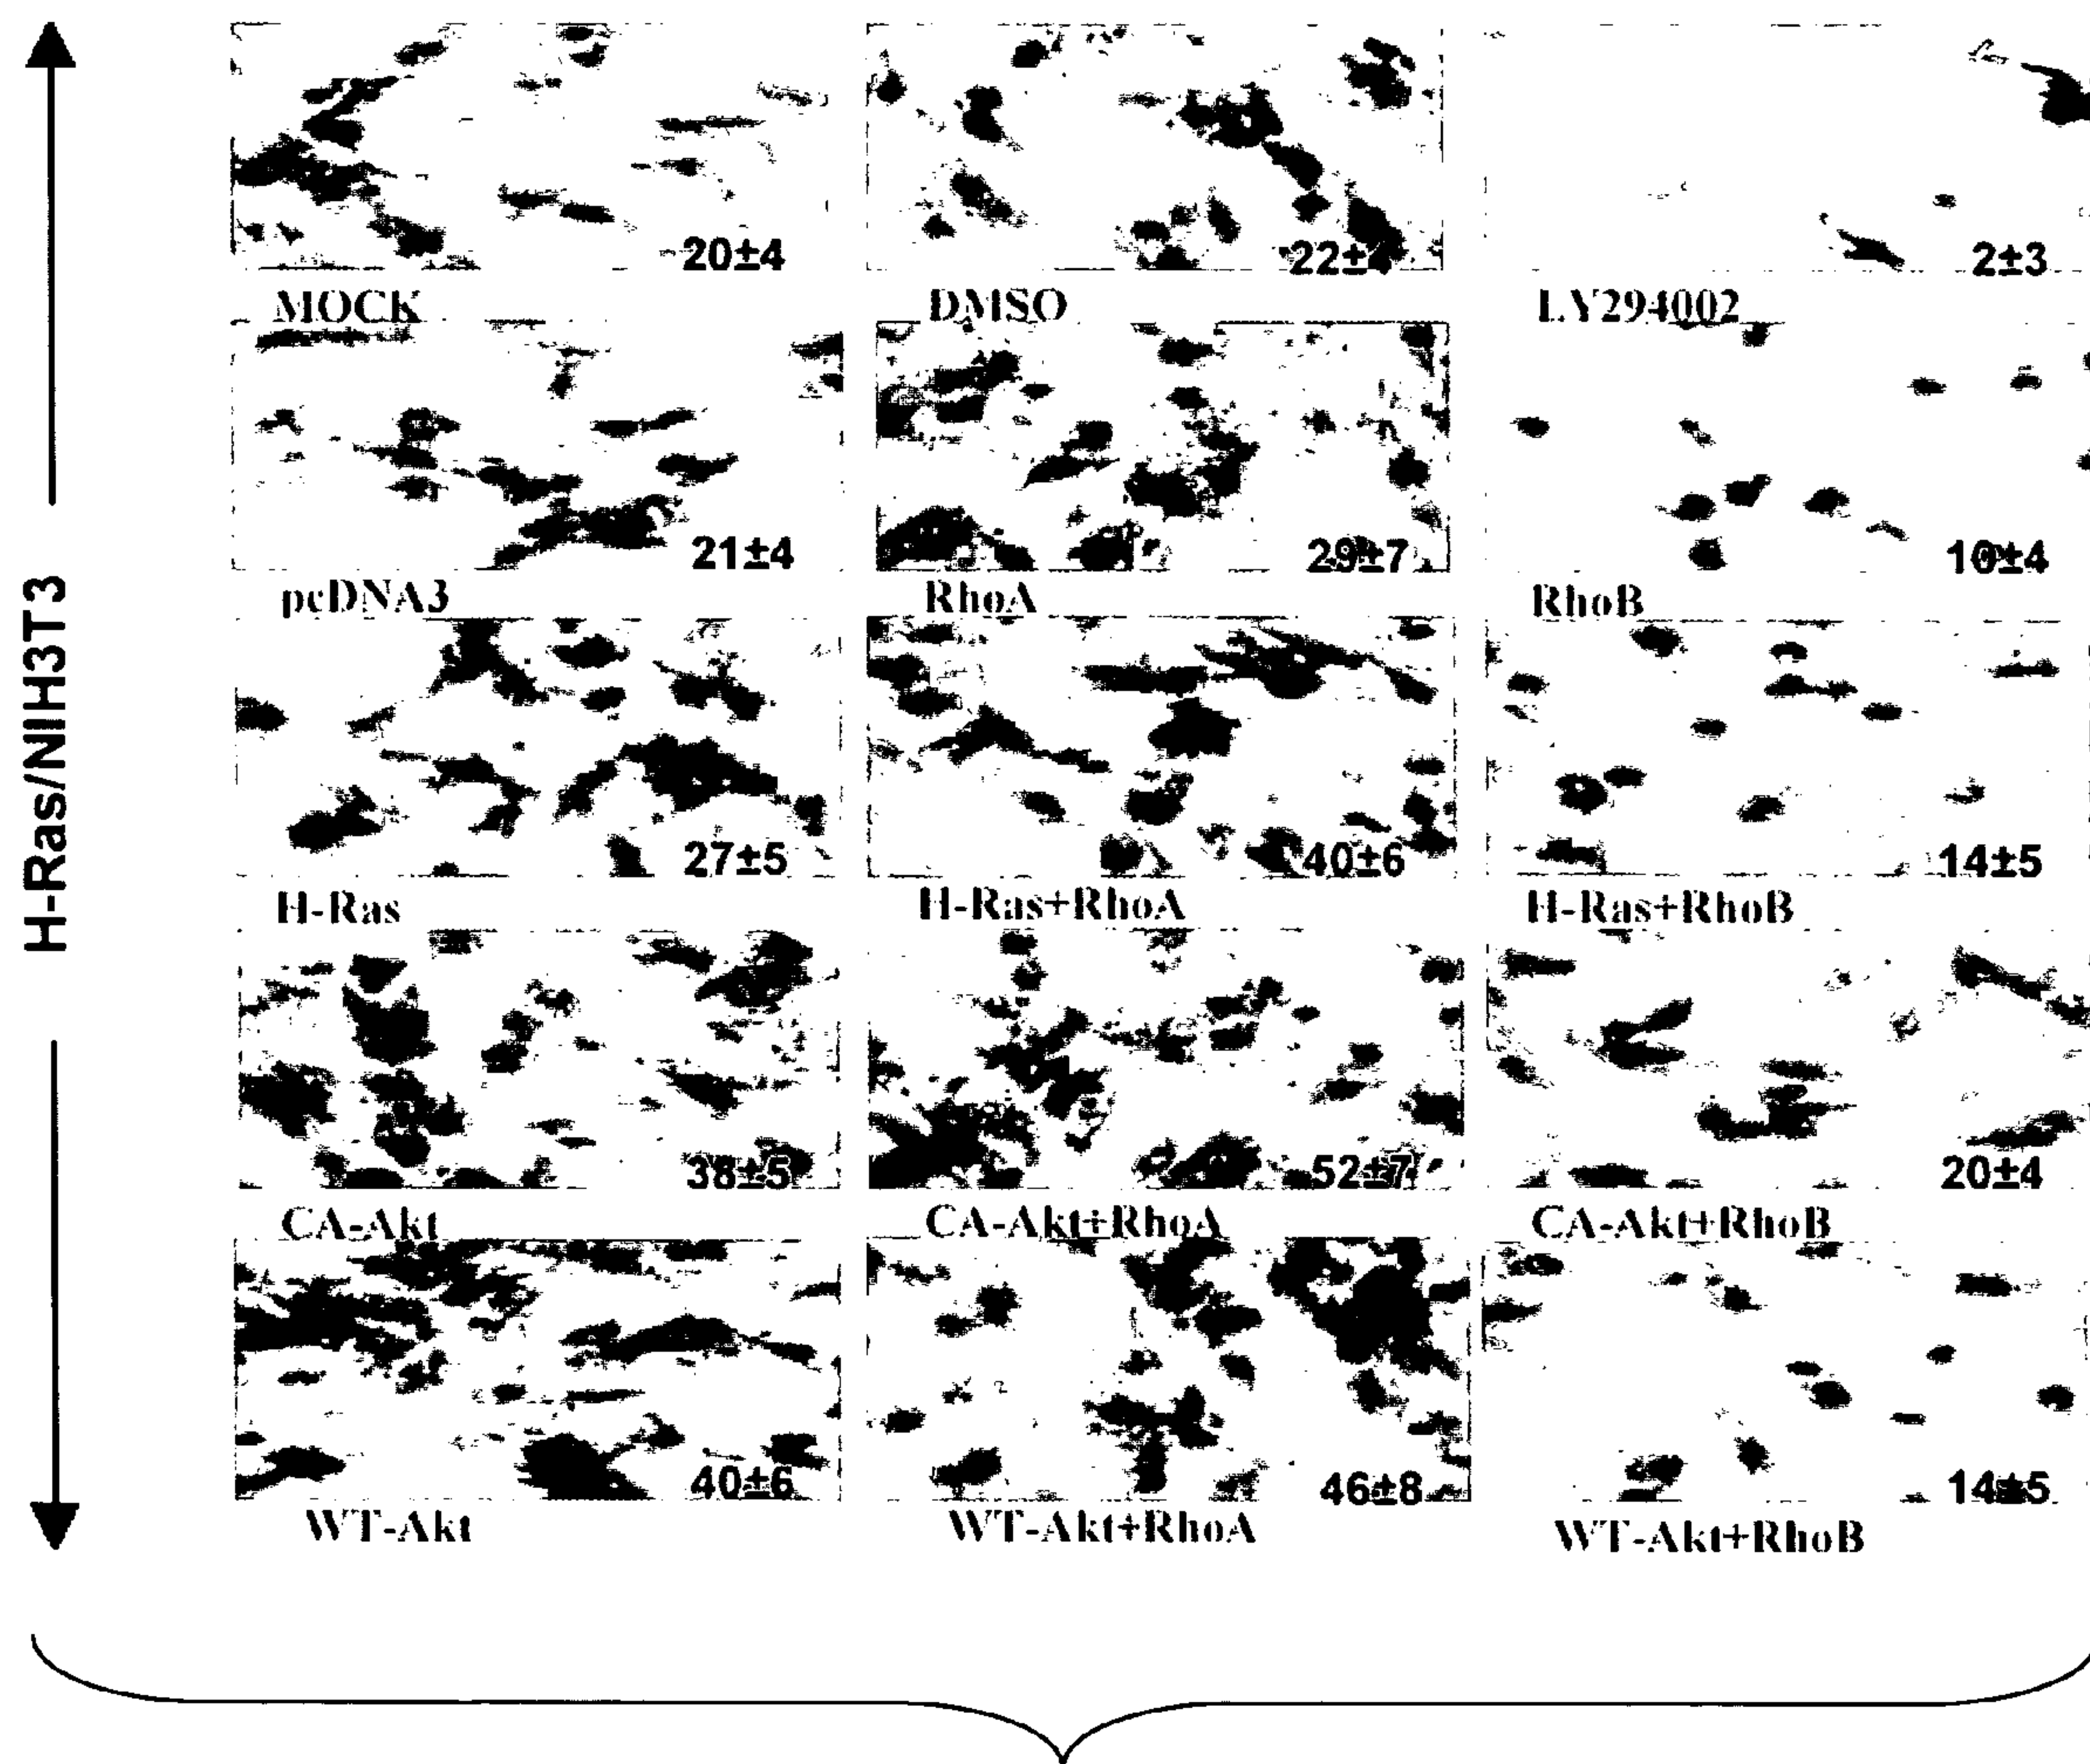 H-Ras/NIH3T3
20±4 22±4 2±3
MOCK DMSO LY294002
21±4 29±7 10±4
pcDNA3 RhoA RhoB
27±5 40±6 14±5
H-Ras H-Ras+RhoA H-Ras+RhoB
38±5 52±7 20±4
CA-Akt CA-Akt+RhoA CA-Akt+RhoB
40±6 46±8 14±5
WT-Akt WT-Akt+RhoA WT-Akt+RhoB